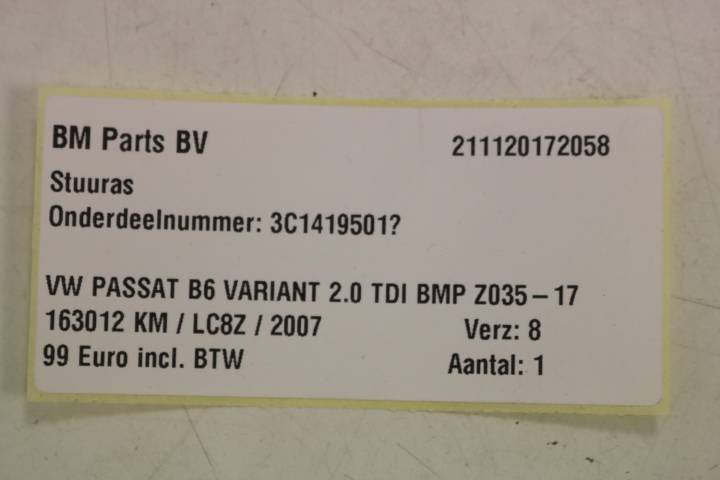 BM Parts BV 211120172058
Stuuras
Onderdeelnummer: 3C1419501?
VW PASSAT B6 VARIANT 2.0 TDI BMP Z035-17
163012 KM / LC8Z / 2007 Verz: 8
99 Euro incl. BTW Aantal: 1